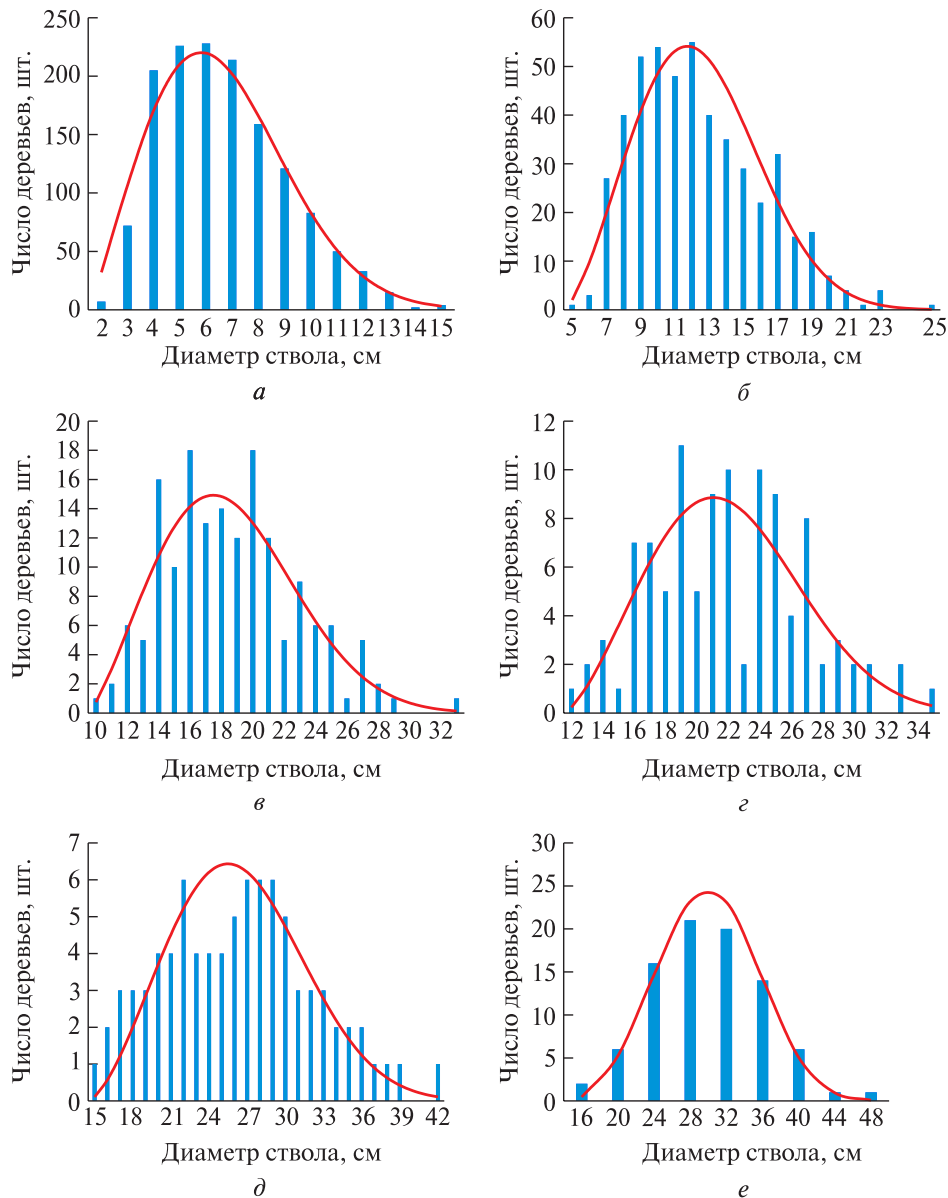 250
200
150
100
50
0
Число деревьев, шт.
2 3 4 5 6 7 8 9 10 11 12 13 14 15
Диаметр ствола, см
а
60
50
40
30
20
10
0
Число деревьев, шт.
5 7 9 11 13 15 17 19 21 23 25
Диаметр ствола, см
б
20
18
16
14
12
10
8
6
4
2
0
Число деревьев, шт.
10 12 14 16 18 20 22 24 26 28 30 32
Диаметр ствола, см
в
12
10
8
6
4
2
0
Число деревьев, шт.
12 14 16 18 20 22 24 26 28 30 32 34
Диаметр ствола, см
г
7
6
5
4
3
2
1
0
Число деревьев, шт.
15 18 21 24 27 30 33 36 39 42
Диаметр ствола, см
д
30
25
20
15
10
5
0
Число деревьев, шт.
16 20 24 28 32 36 40 44 48
Диаметр ствола, см
е